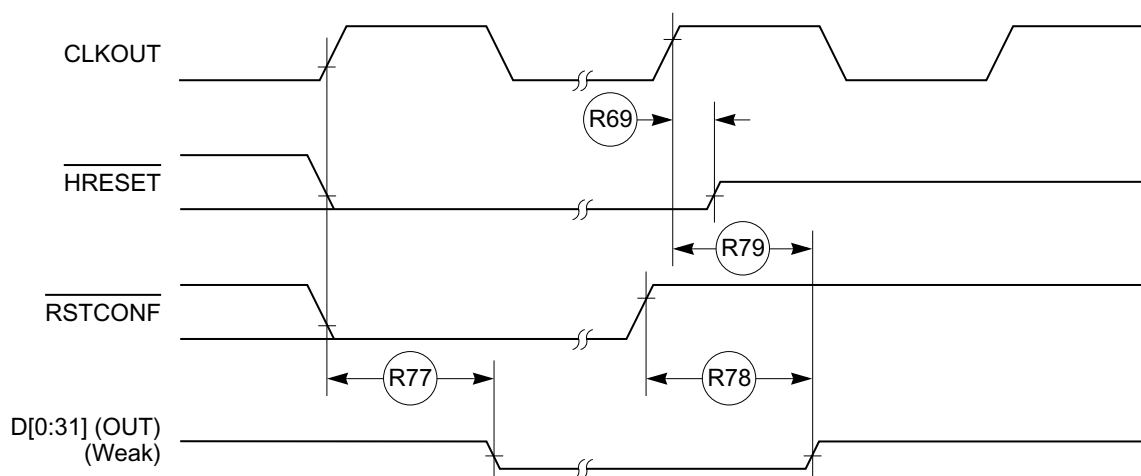 CLKOUT
R69
HRESET
R79
RSTCONF
R77
R78
D[0:31] (OUT)
(Weak)